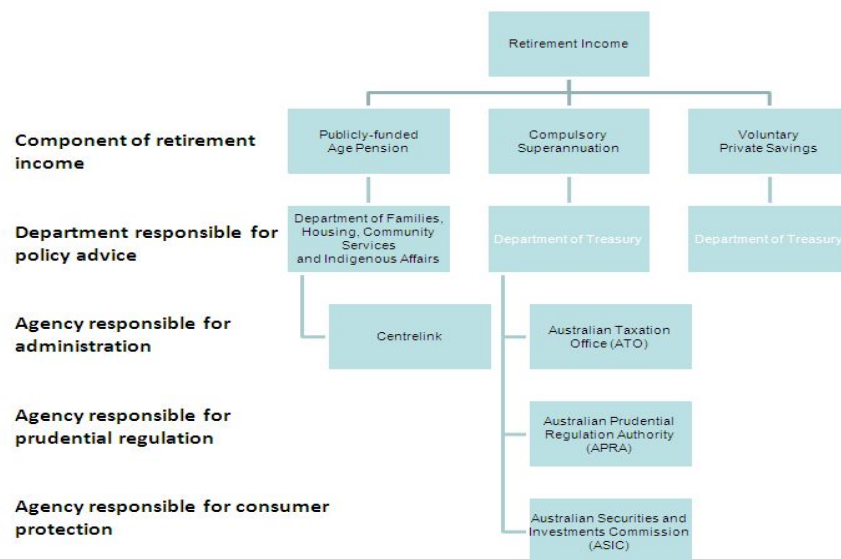 Retirement Income
Component of retirement
income
Publicly-funded
Age Pension
Compulsory
Superannuation
Voluntary
Private Savings
Department responsible for
policy advice
Department of Families,
Housing, Community
Services
and Indigenous Affairs
Department of Treasury
Department of Treasury
Agency responsible for
administration
Centrelink
Australian Taxation
Office (ATO)
Agency responsible for
prudential regulation
Australian Prudential
Regulation Authority
(APRA)
Agency responsible for consumer
protection
Australian Securities and
Investments Commission
(ASIC)